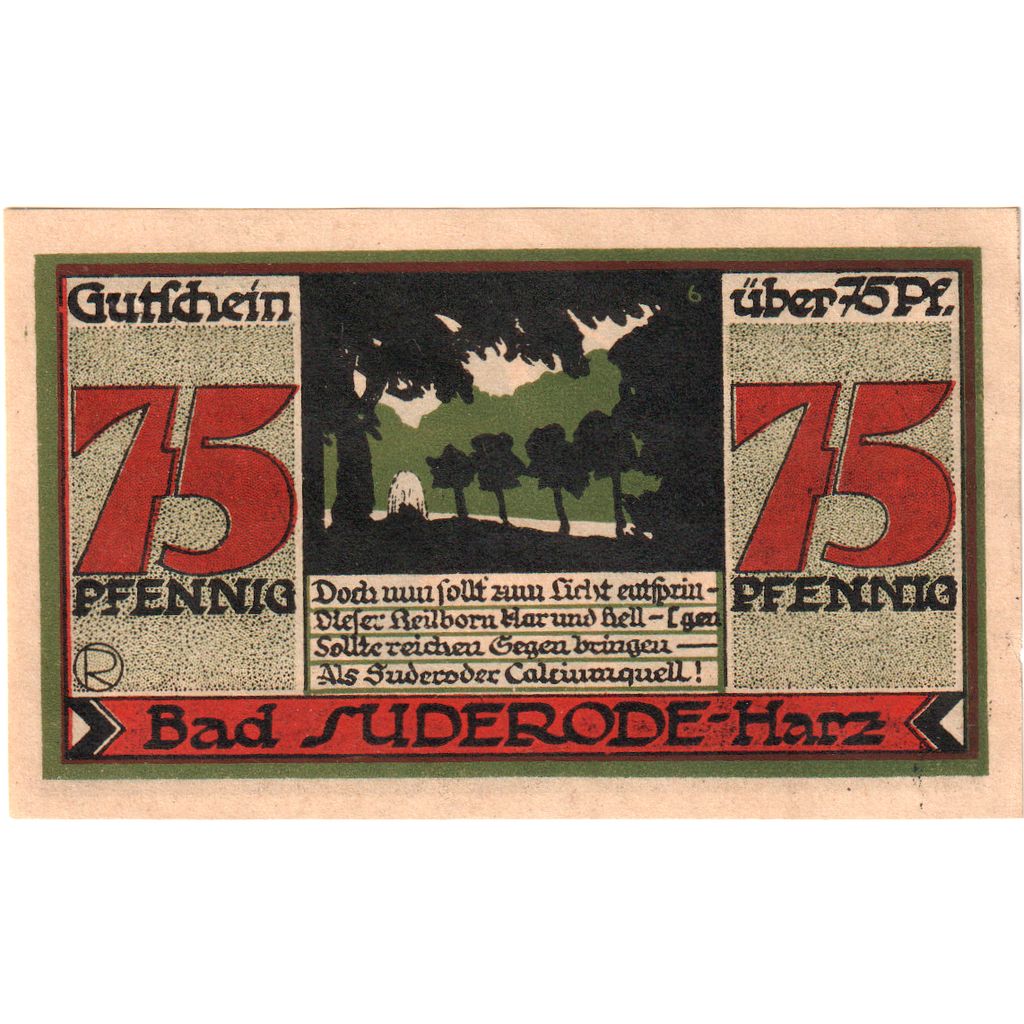 Gutschein
über 75 Pf.
6
75
PFENNIG
75
PFENNIG
Doch nun sollt' zum Licht entsprin-
Dieser Heilborn klar und hell – [gen
Sollte reichen Segen bringen —
Als Suderoder Calciumquell!
R
Bad SUDERODE-Harz